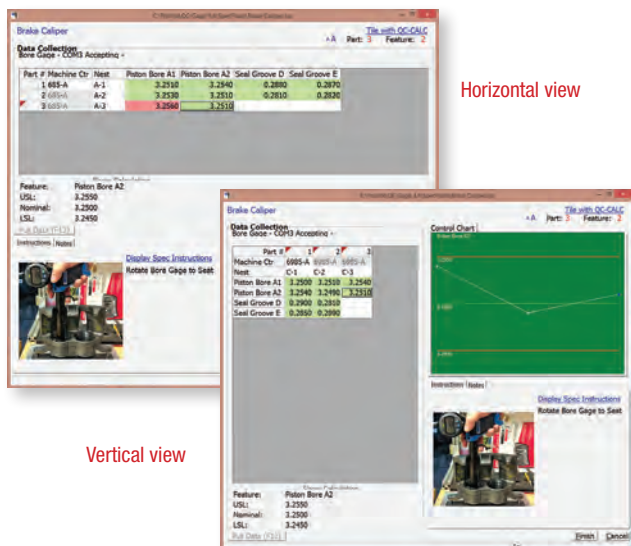 Brake Caliper
Tile with QC-CALC
Data Collection
+A Part: 3 Feature: 2
Bore Gage - COM3 Accepting -
Part # Machine Ctr Nest Piston Bore A1 Piston Bore A2 Seal Groove D Seal Groove E
1 685-A A-1 3.2510 3.2540 0.2880 0.2870
2 685-A A-2 3.2530 3.2510 0.2810 0.2820
3 685-A A-3 3.2560 3.2510
Horizontal view
Feature: Piston Bore A2
USL: 3.2550
Nominal: 3.2500
LSL: 3.2450
Instructions Notes
Display Spec Instructions
Rotate Bore Gage to Seat
Brake Caliper
Tile with QC-CALC
+A Part: 3 Feature: 2
Data Collection
Bore Gage - COM3 Accepting -
Control Chart
Part # 1 2 3
Machine Ctr 6985-A 6985-A 6985-A
Nest C-1 C-2 C-3
Piston Bore A1 3.2500 3.2510 3.2540
Piston Bore A2 3.2540 3.2490 3.2510
Seal Groove D 0.2900 0.2810
Seal Groove E 0.2860 0.2890
Instructions Notes
Display Spec Instructions
Rotate Bore Gage to Seat
Vertical view
Feature: Piston Bore A2
USL: 3.2550
Nominal: 3.2500
LSL: 3.2450
Pull Data (F12)
Finish Cancel